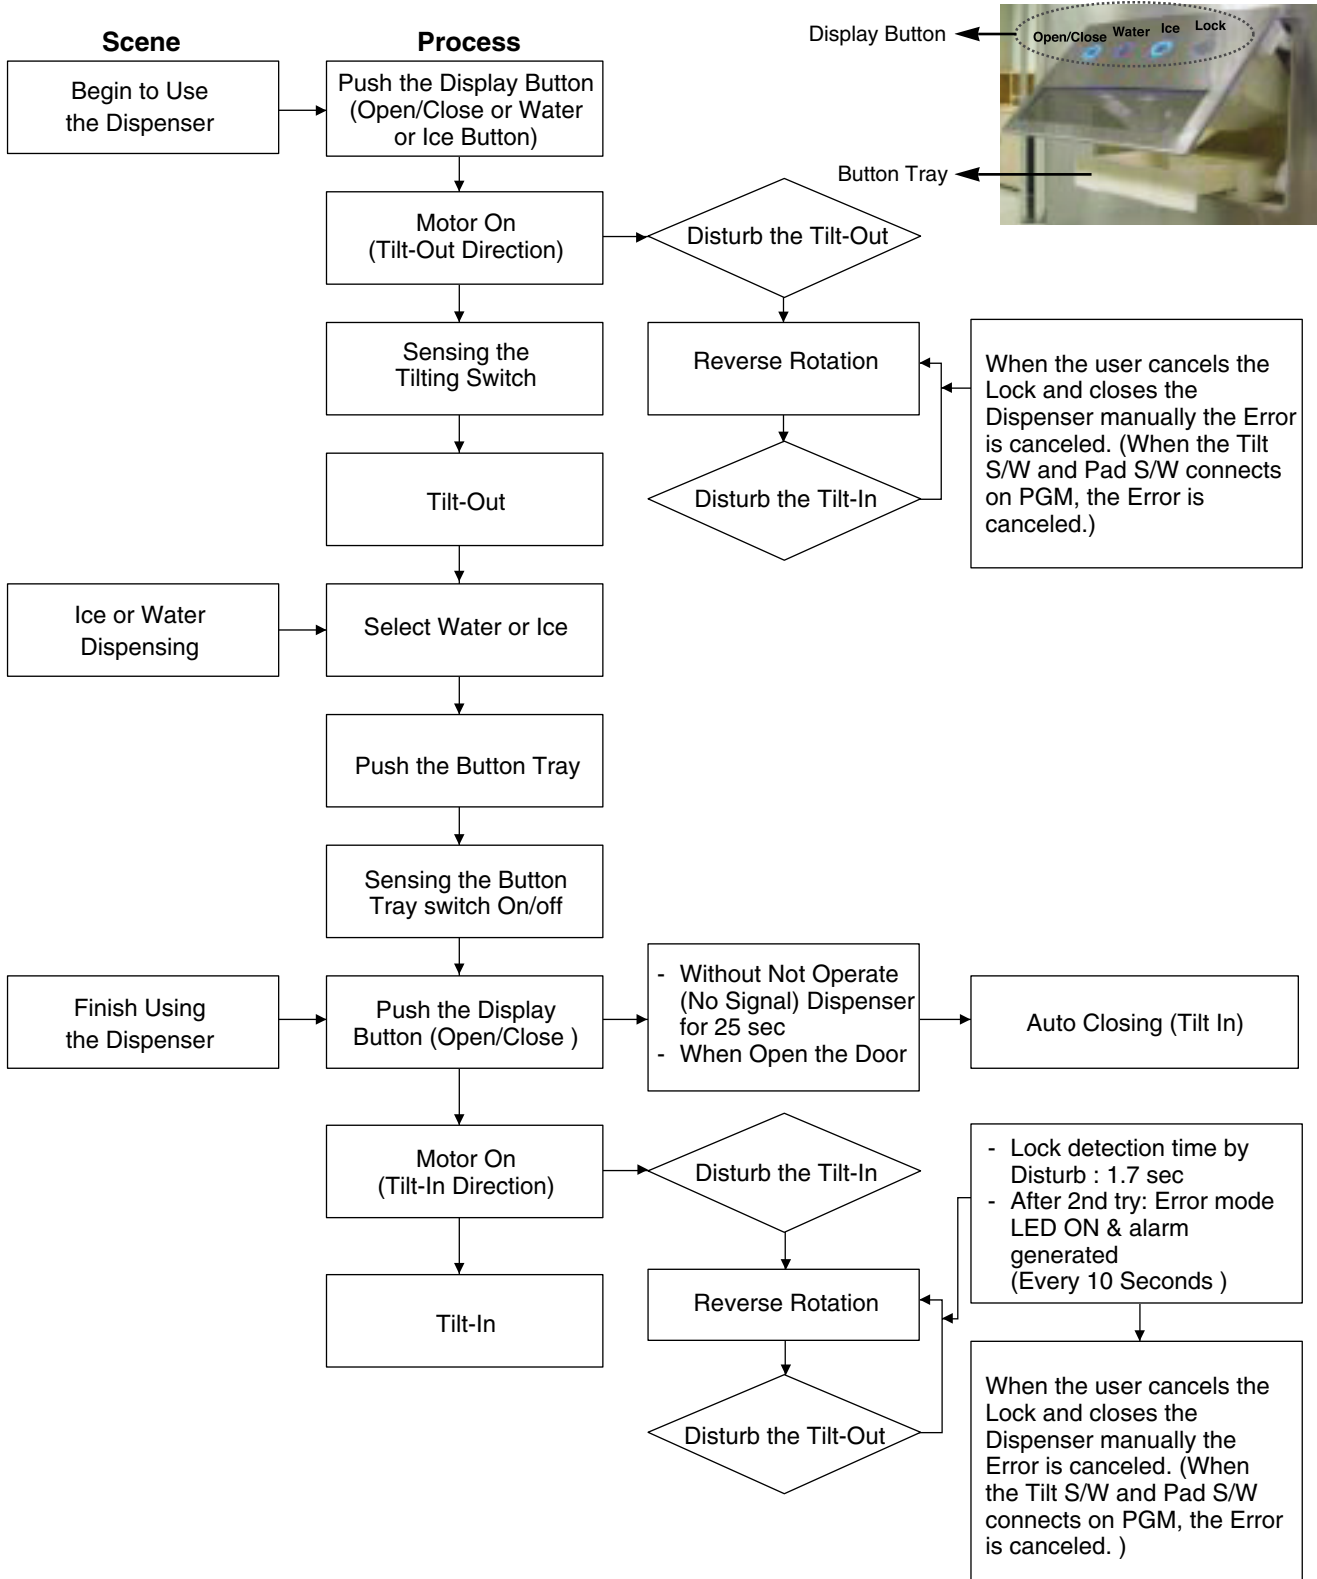 Scene
Process
Display Button
Open/Close Water Ice Lock
Button Tray
Begin to Use
the Dispenser
Push the Display Button
(Open/Close or Water
or Ice Button)
Motor On
(Tilt-Out Direction)
Disturb the Tilt-Out
Sensing the
Tilting Switch
Reverse Rotation
When the user cancels the
Lock and closes the
Dispenser manually the Error
is canceled. (When the Tilt
S/W and Pad S/W connects
on PGM, the Error is
canceled.)
Tilt-Out
Disturb the Tilt-In
Ice or Water
Dispensing
Select Water or Ice
Push the Button Tray
Sensing the Button
Tray switch On/off
Finish Using
the Dispenser
Push the Display
Button (Open/Close )
- Without Not Operate
(No Signal) Dispenser
for 25 sec
- When Open the Door
Auto Closing (Tilt In)
Motor On
(Tilt-In Direction)
Disturb the Tilt-In
- Lock detection time by
Disturb : 1.7 sec
- After 2nd try: Error mode
LED ON & alarm
generated
(Every 10 Seconds )
Tilt-In
Reverse Rotation
Disturb the Tilt-Out
When the user cancels the
Lock and closes the
Dispenser manually the
Error is canceled. (When
the Tilt S/W and Pad S/W
connects on PGM, the Error
is canceled. )